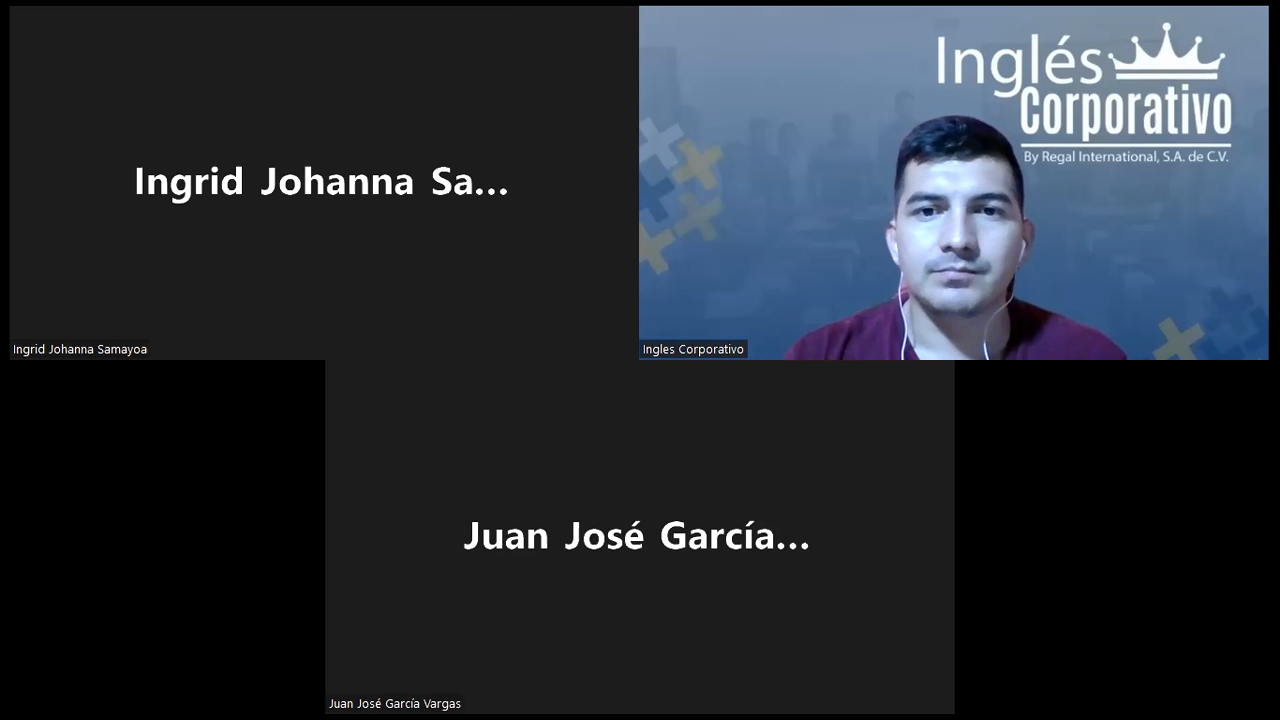 Ingrid Johanna Sa...
Ingrid Johanna Samayoa
Inglés
Corporativo
By Regal International, S.A. de C.V.
Ingles Corporativo
Juan José García...
Juan José García Vargas